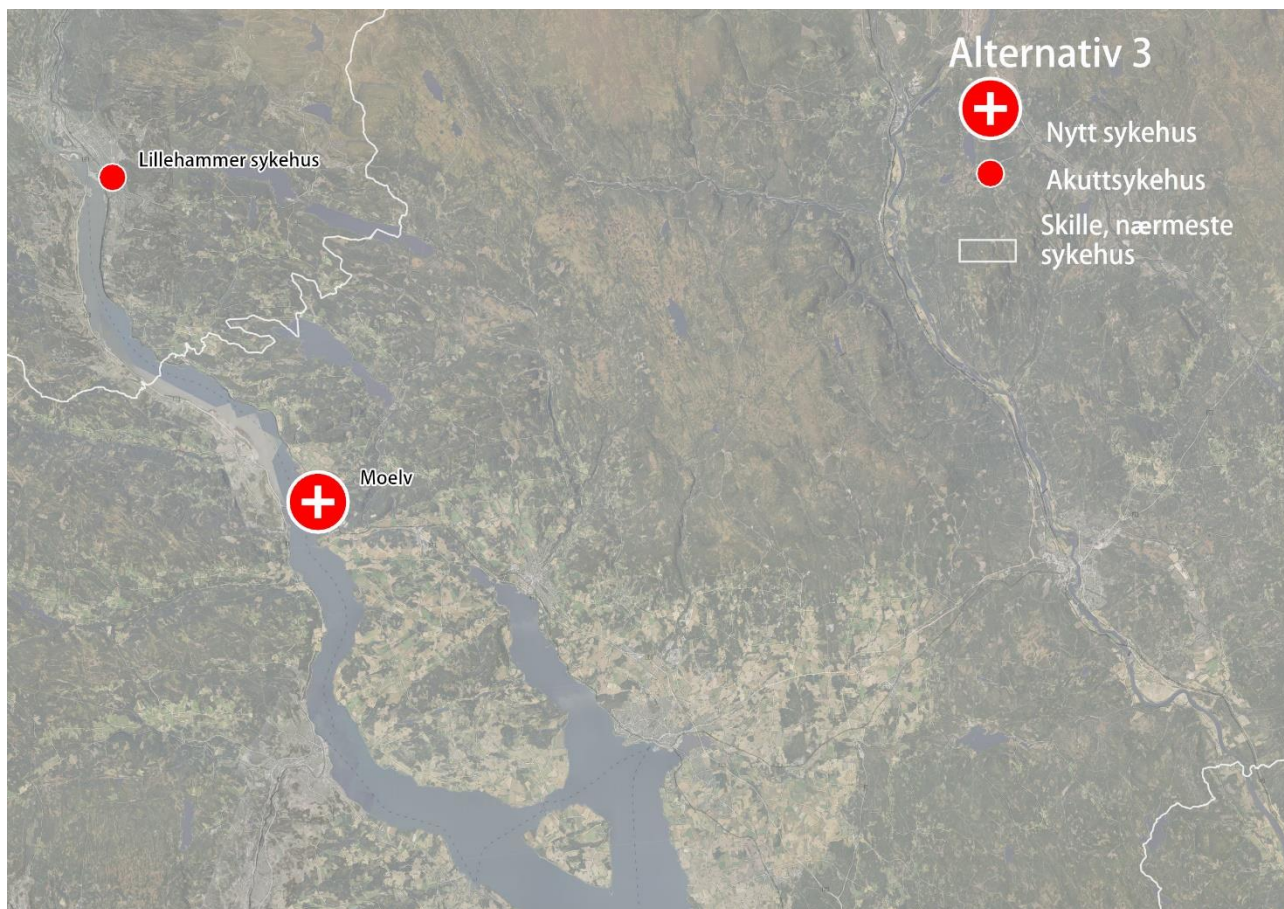 Alternativ 3
Nytt sykehus
Akuttsykehus
Skille, nærmeste
sykehus
Lillehammer sykehus
Moelv